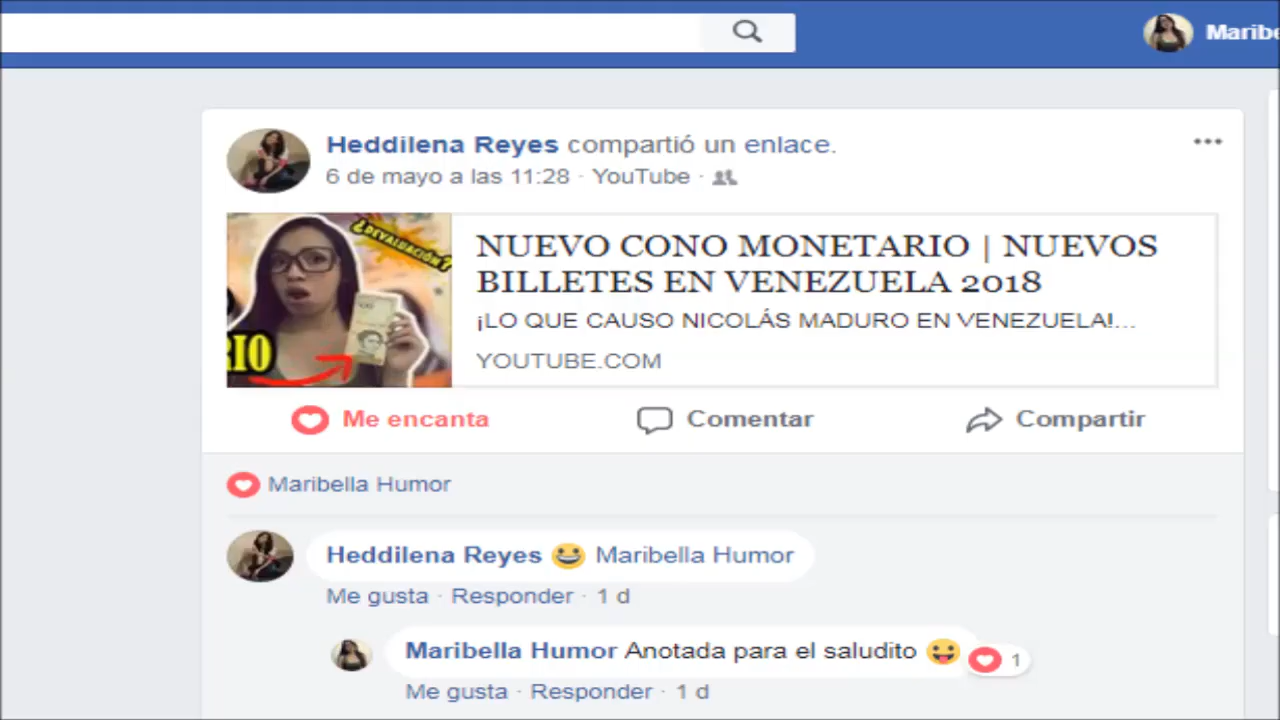 Maribe
Heddilena Reyes compartió un enlace.
6 de mayo a las 11:28 · YouTube ·
¿DEVALUACIÓN?
RIO
NUEVO CONO MONETARIO | NUEVOS
BILLETES EN VENEZUELA 2018
¡LO QUE CAUSO NICOLÁS MADURO EN VENEZUELA!...
YOUTUBE.COM
Me encanta
Comentar
Compartir
Maribella Humor
Heddilena Reyes 😀 Maribella Humor
Me gusta · Responder · 1 d
Maribella Humor Anotada para el saludito 😛
1
Me gusta · Responder · 1 d